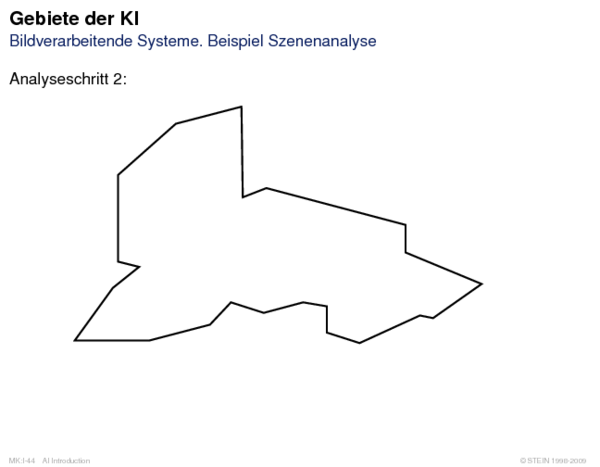 Gebiete der KI
Bildverarbeitende Systeme. Beispiel Szenenanalyse
Analyseschritt 2:
MK:I-44 AI Introduction
© STEIN 1998-2009